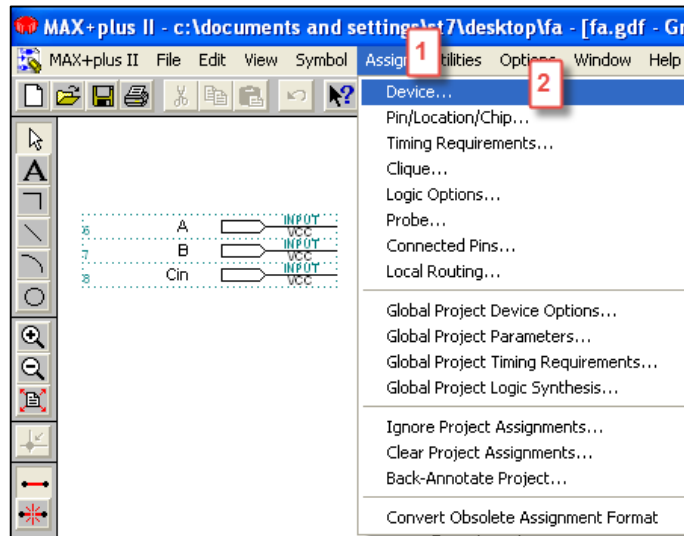 MAX+plus II - c:\documents and settings\st7\desktop\fa - [fa.gdf - Gr
MAX+plus II File Edit View Symbol Assign Utilities Options Window Help
1
2
Device...
Pin/Location/Chip...
Timing Requirements...
Clique...
Logic Options...
Probe...
Connected Pins...
Local Routing...
Global Project Device Options...
Global Project Parameters...
Global Project Timing Requirements...
Global Project Logic Synthesis...
Ignore Project Assignments...
Clear Project Assignments...
Back-Annotate Project...
Convert Obsolete Assignment Format
A
6 A INPUT
VCC
7 B INPUT
VCC
8 Cin INPUT
VCC